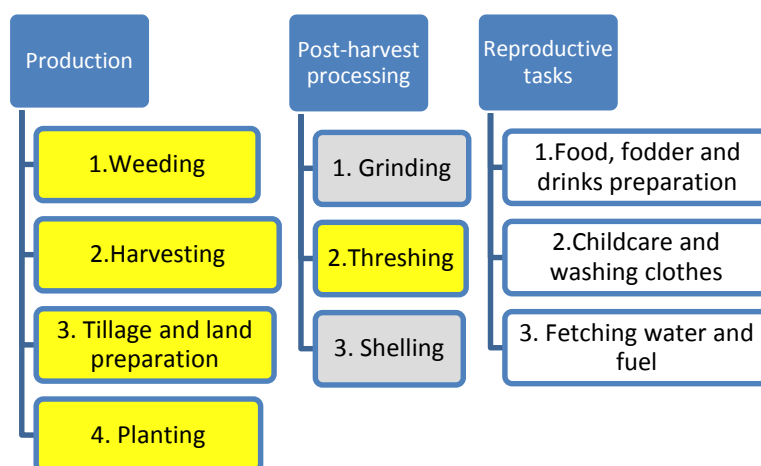 Production
1.Weeding
2.Harvesting
3. Tillage and land
preparation
4. Planting
Post-harvest
processing
1. Grinding
2.Threshing
3. Shelling
Reproductive
tasks
1.Food, fodder and
drinks preparation
2.Childcare and
washing clothes
3. Fetching water and
fuel